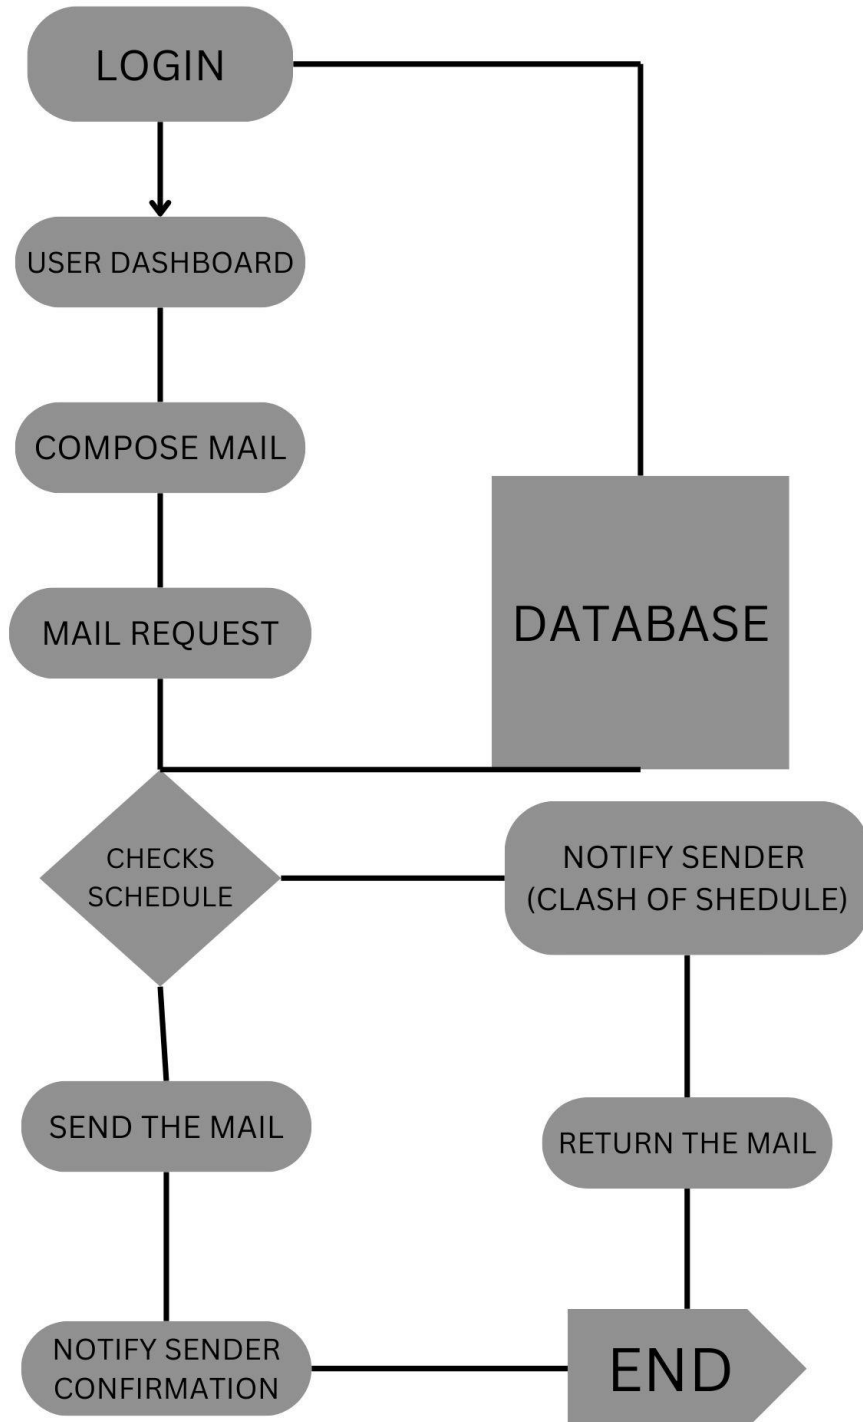 LOGIN
USER DASHBOARD
COMPOSE MAIL
MAIL REQUEST
DATABASE
CHECKS
SCHEDULE
NOTIFY SENDER
(CLASH OF SHEDULE)
SEND THE MAIL
RETURN THE MAIL
NOTIFY SENDER
CONFIRMATION
END